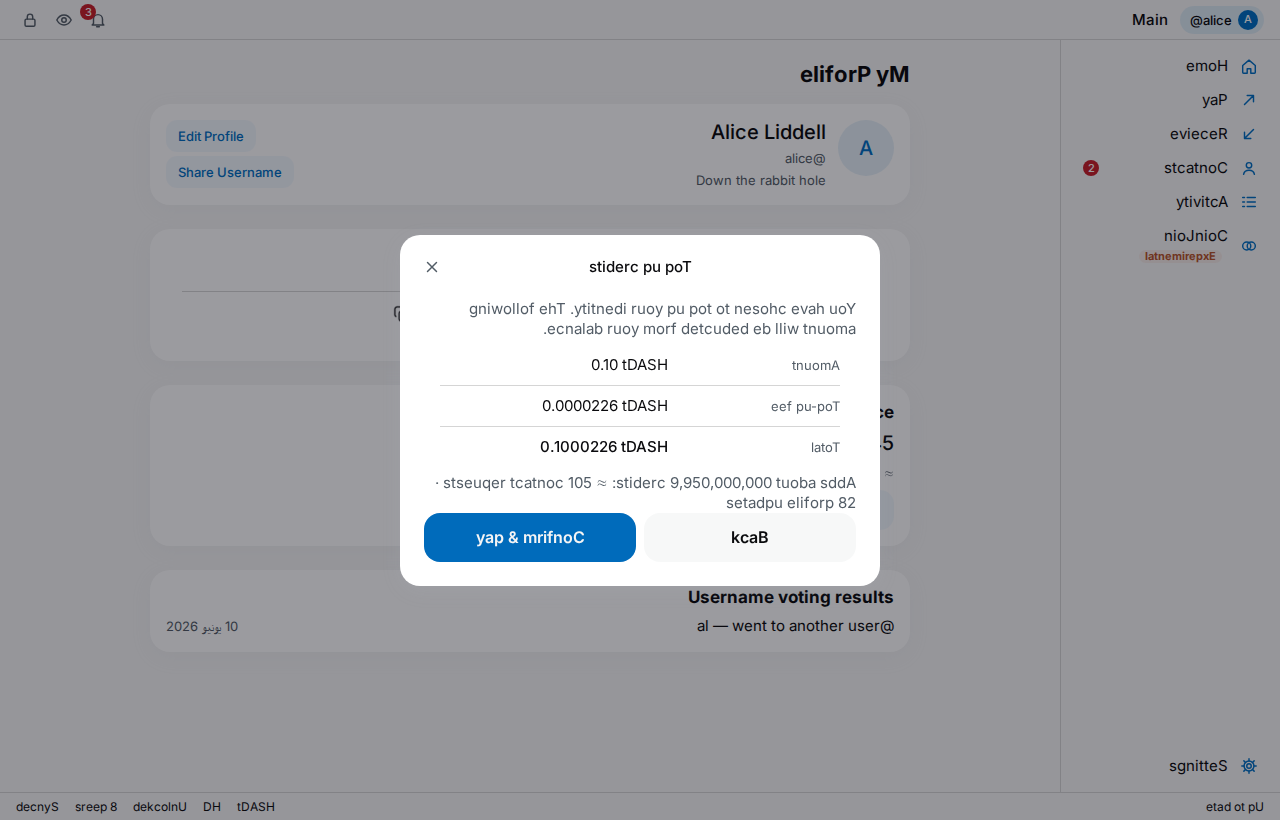 3
Main
@alice A
eliforP yM
Edit Profile
Share Username
Alice Liddell
alice@
Down the rabbit hole
A
emoH
yaP
evieceR
stcatnoC
2
ytivitcA
nioJnioC
latnemirepxE
sgnitteS
stiderc pu poT
gniwollof ehT .ytitnedi ruoy pu pot ot nesohc evah uoY
.ecnalab ruoy morf detcuded eb lliw tnuoma
0.10 tDASH
tnuomA
0.0000226 tDASH
eef pu-poT
0.1000226 tDASH
latoT
· stseuqer tcatnoc 105 ≈ :stiderc 9,950,000,000 tuoba sddA
setadpu eliforp 82
yap & mrifnoC
kcaB
ce
45
≈
Username voting results
10 يونيو 2026
al — went to another user@
decnyS
sreep 8
dekcolnU
DH
tDASH
etad ot pU